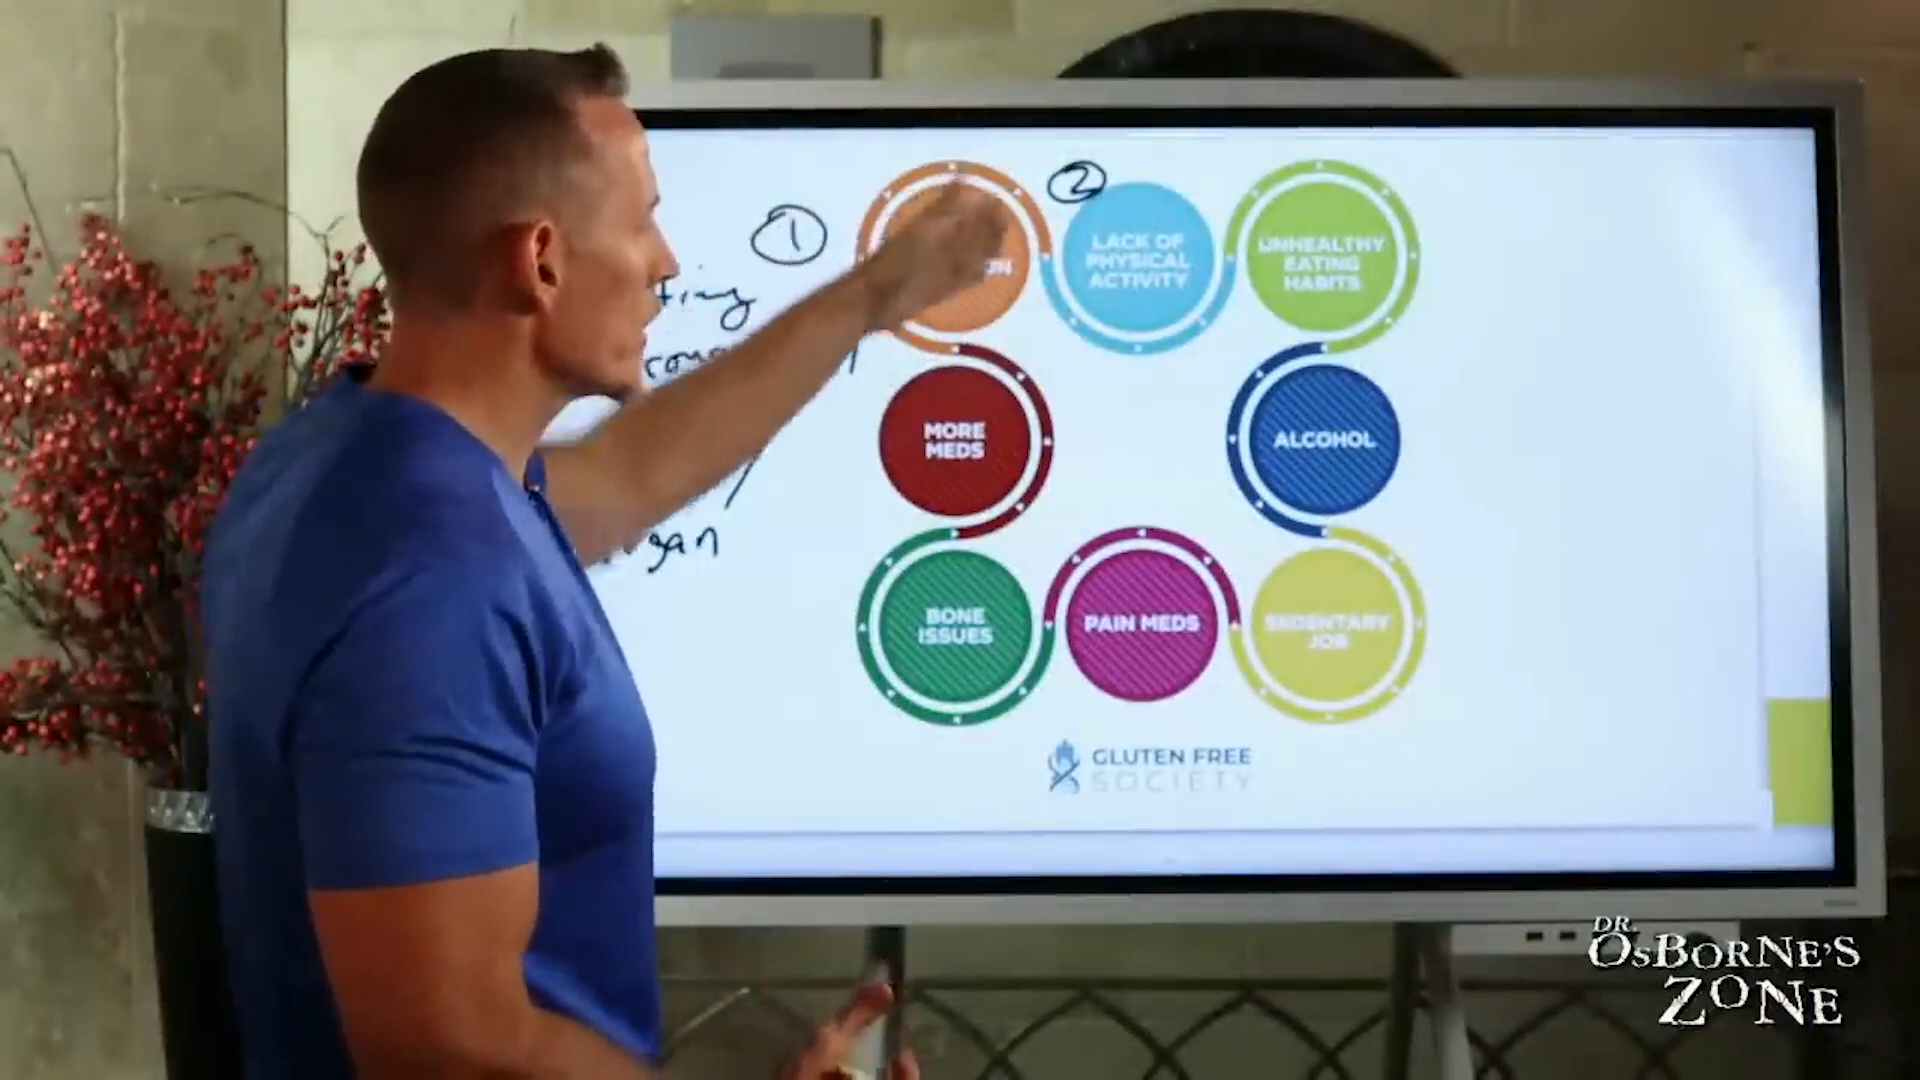 ①
②
LACK OF
PHYSICAL
ACTIVITY
UNHEALTHY
EATING
HABITS
MORE
MEDS
ALCOHOL
BONE
ISSUES
PAIN MEDS
SEDENTARY
JOB
GLUTEN FREE
SOCIETY
DR.
OSBORNE'S
ZONE